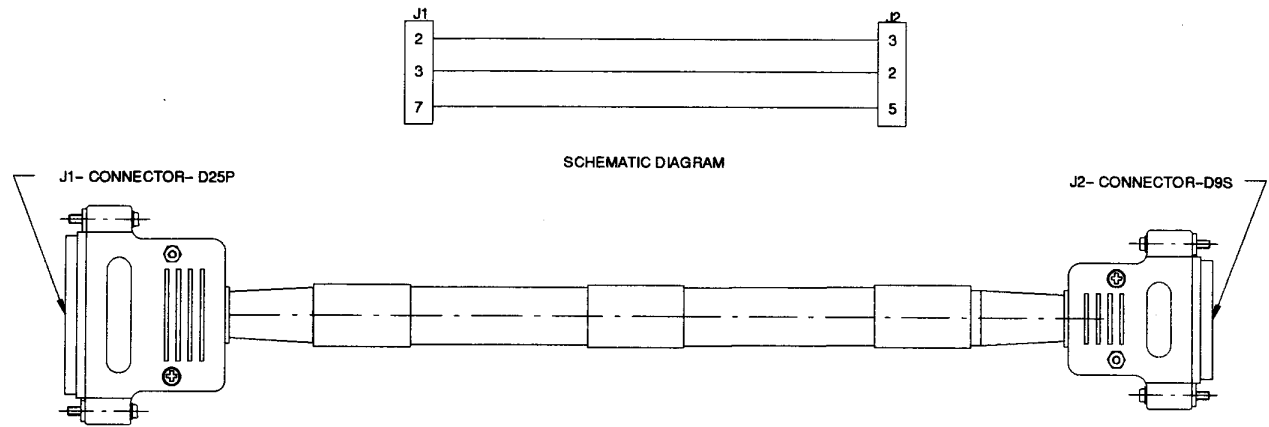 J1 J2
2 3
3 2
7 5
SCHEMATIC DIAGRAM
J1- CONNECTOR- D25P
J2- CONNECTOR-D9S